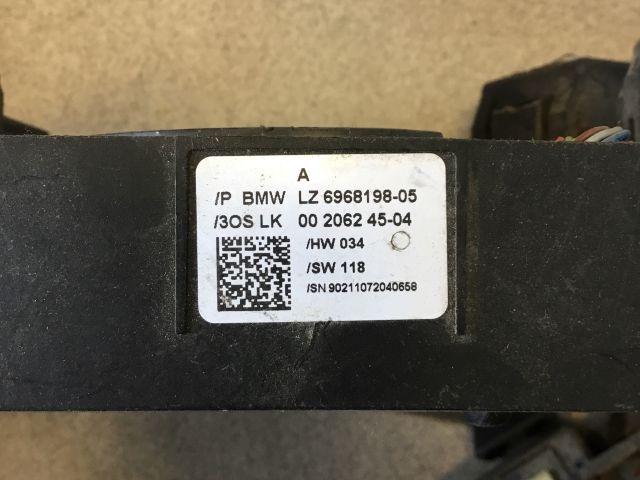 A
/P BMW LZ 6968198-05
/3OS LK 00 2062 45-04
/HW 034
/SW 118
/SN 90211072040658